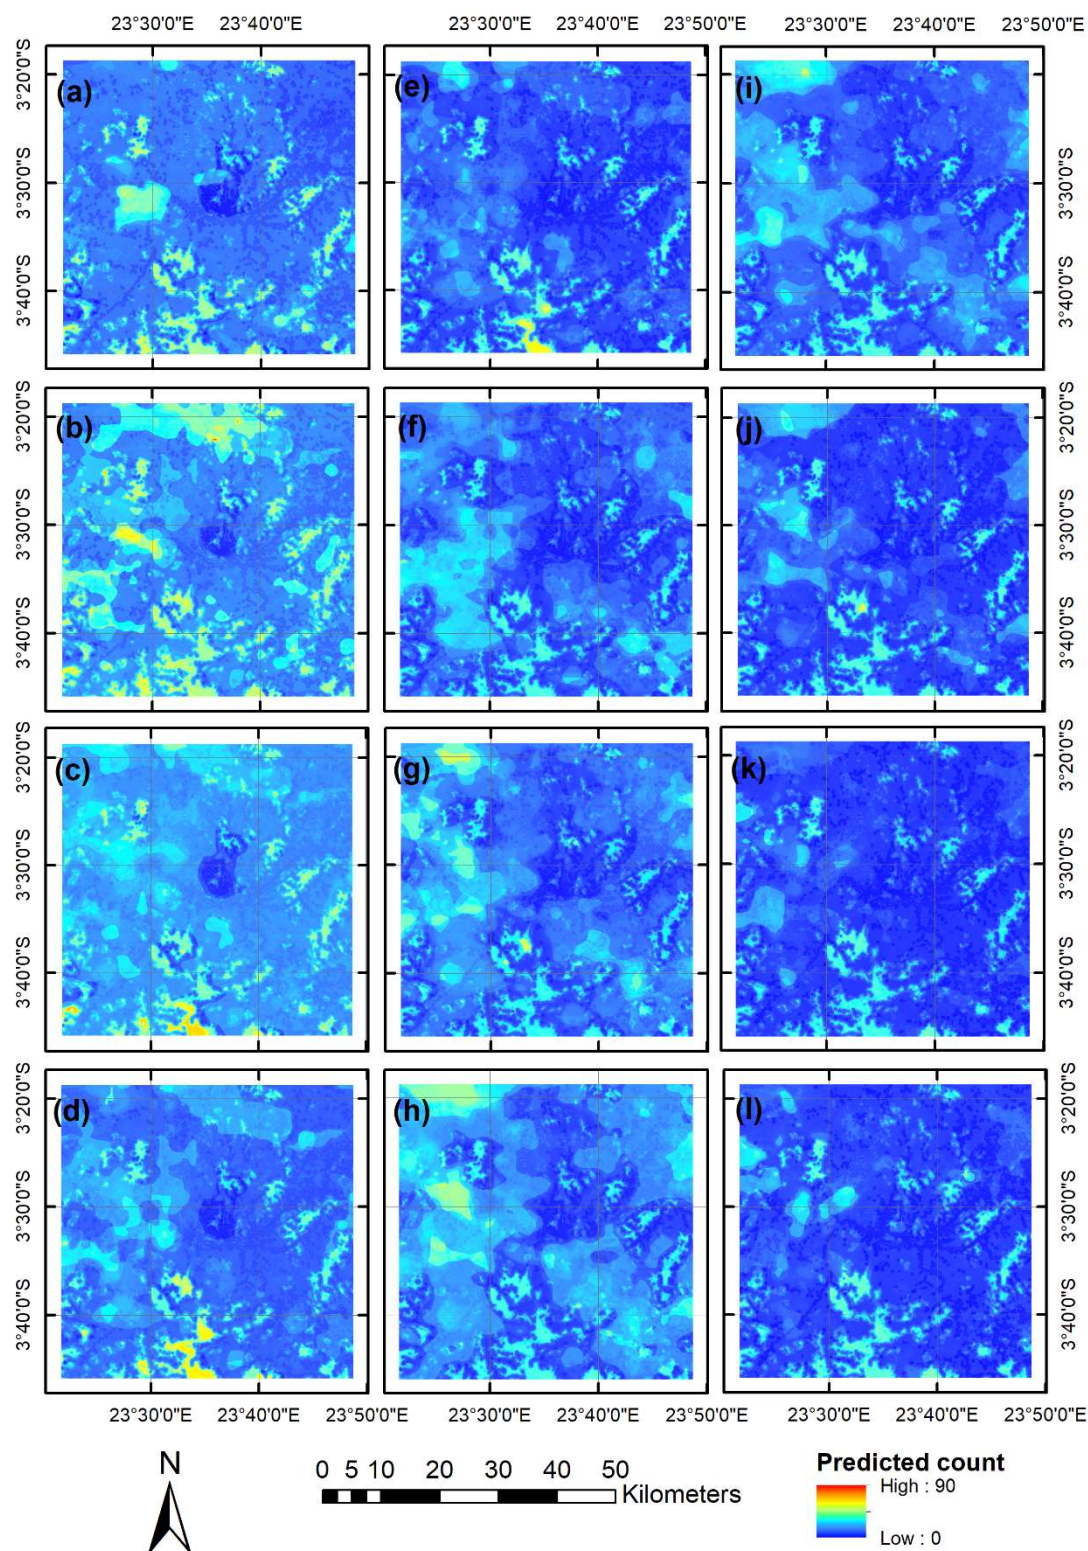 23°30'0"E 23°40'0"E 23°30'0"E 23°40'0"E 23°30'0"E 23°40'0"E 23°50'0"E
(a) (e) (i)
3°20'0"S
3°30'0"S 3°30'0"S
3°40'0"S 3°40'0"S
(b) (f) (j)
3°20'0"S 3°20'0"S
3°30'0"S 3°30'0"S
3°40'0"S 3°40'0"S
(c) (g) (k)
3°20'0"S 3°20'0"S
3°30'0"S 3°30'0"S
3°40'0"S 3°40'0"S
(d) (h) (l)
3°20'0"S 3°20'0"S
3°30'0"S 3°30'0"S
3°40'0"S 3°40'0"S
23°30'0"E 23°40'0"E 23°50'0"E 23°30'0"E 23°40'0"E 23°50'0"E 23°30'0"E 23°40'0"E 23°50'0"E
N
0 5 10 20 30 40 50
Kilometers
Predicted count
High : 90
Low : 0